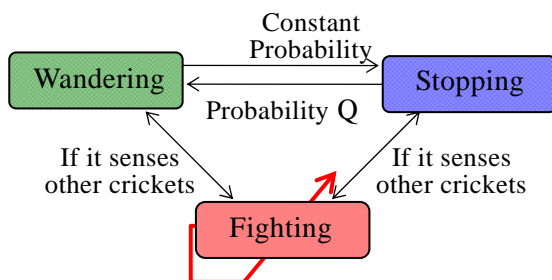 Constant
Probability
Wandering
Stopping
Probability Q
If it senses
other crickets
If it senses
other crickets
Fighting